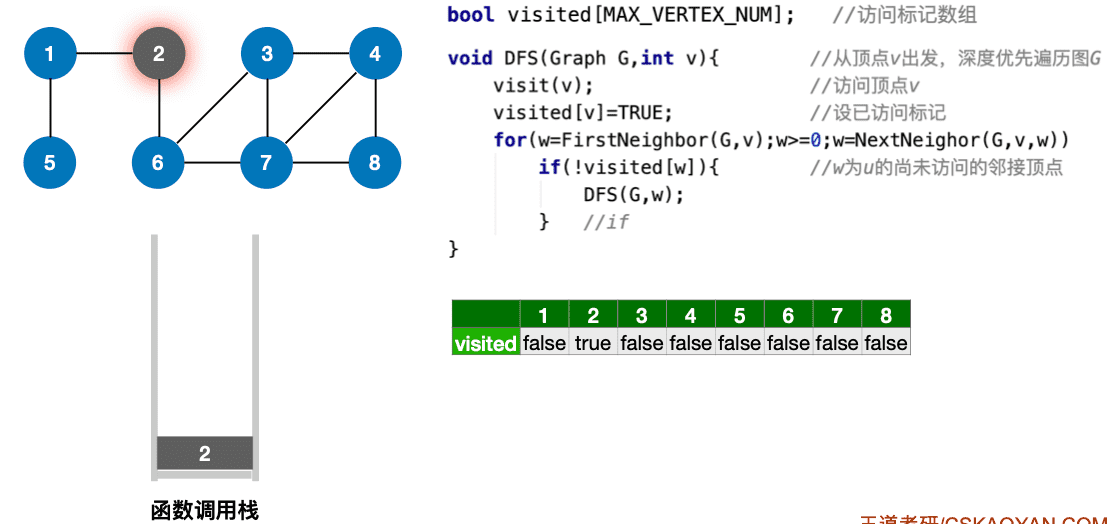 bool visited[MAX_VERTEX_NUM]; //访问标记数组
void DFS(Graph G,int v){ //从顶点v出发，深度优先遍历图G
visit(v); //访问顶点v
visited[v]=TRUE; //设已访问标记
for(w=FirstNeighbor(G,v);w>=0;w=NextNeighor(G,v,w))
if(!visited[w]){ //w为u的尚未访问的邻接顶点
DFS(G,w);
} //if
}
1 2 3 4
5 6 7 8
1 2 3 4 5 6 7 8
visited false true false false false false false false
2
函数调用栈
王道考研/CSKAOYAN.COM